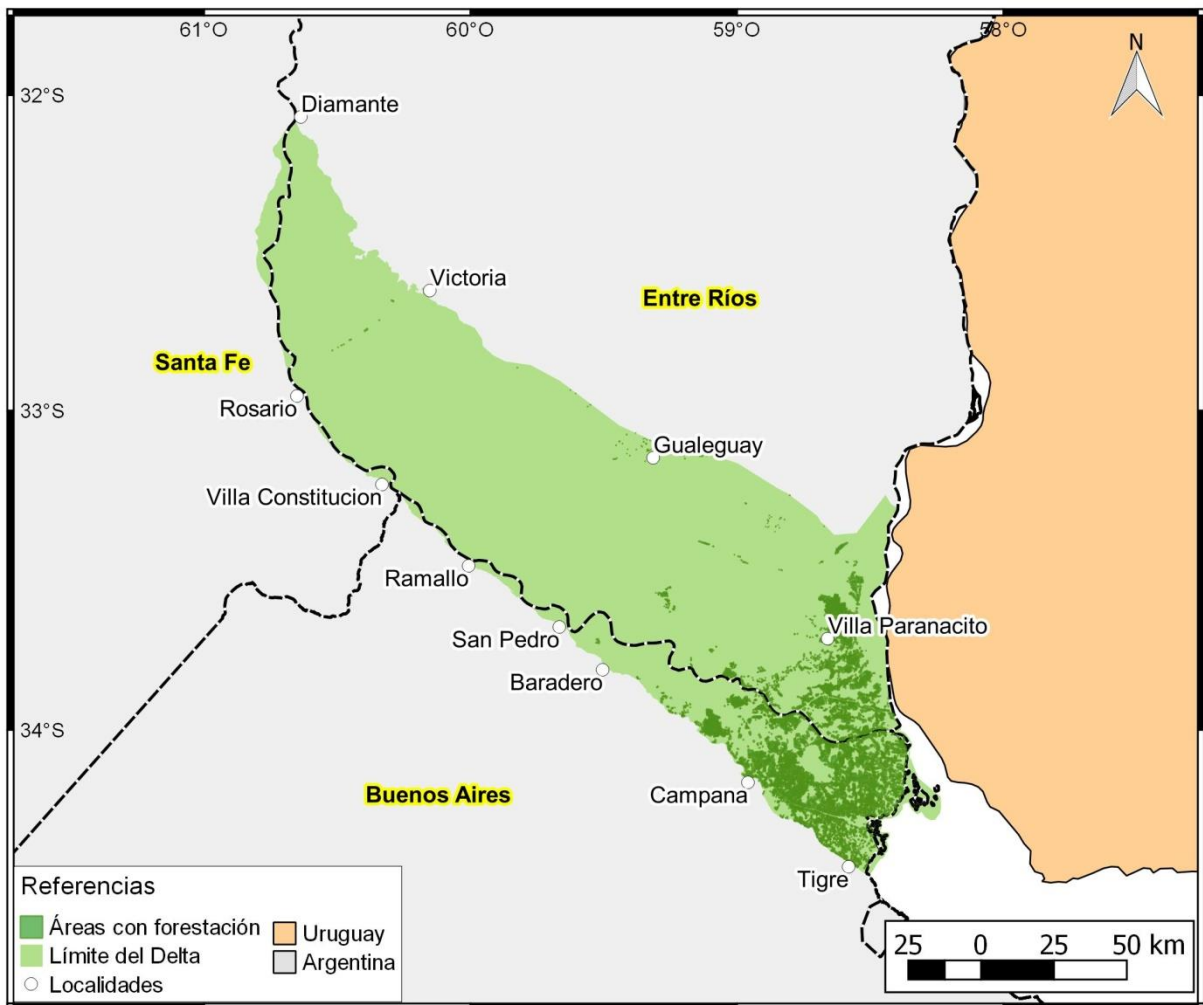 61°O
60°O
59°O
58°O
N
32°S
Diamante
Victoria
Entre Ríos
Santa Fe
33°S
Rosario
Gualeguay
Villa Constitucion
Ramallo
San Pedro
Villa Paranacito
Baradero
34°S
Campana
Buenos Aires
Tigre
Referencias
Áreas con forestación
Uruguay
Límite del Delta
Argentina
Localidades
25 0 25 50 km